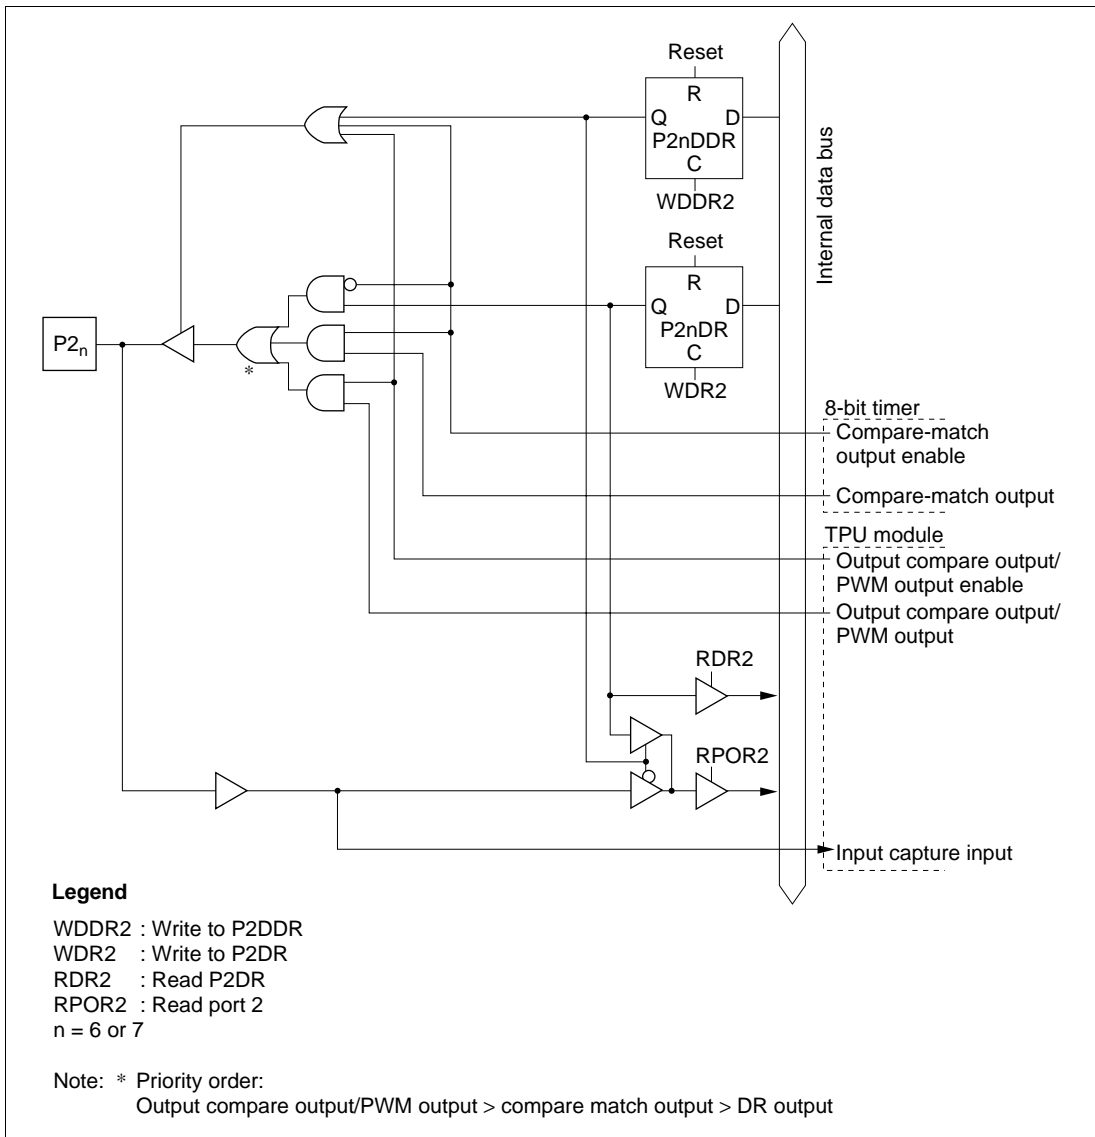 Reset
R
Q D
P2nDDR
C
WDDR2
Reset
R
Q D
P2nDR
C
WDR2
Internal data bus
P2n
*
8-bit timer
Compare-match
output enable
Compare-match output
TPU module
Output compare output/
PWM output enable
Output compare output/
PWM output
RDR2
RPOR2
Input capture input
Legend
WDDR2 : Write to P2DDR
WDR2 : Write to P2DR
RDR2 : Read P2DR
RPOR2 : Read port 2
n = 6 or 7
Note: * Priority order:
Output compare output/PWM output > compare match output > DR output